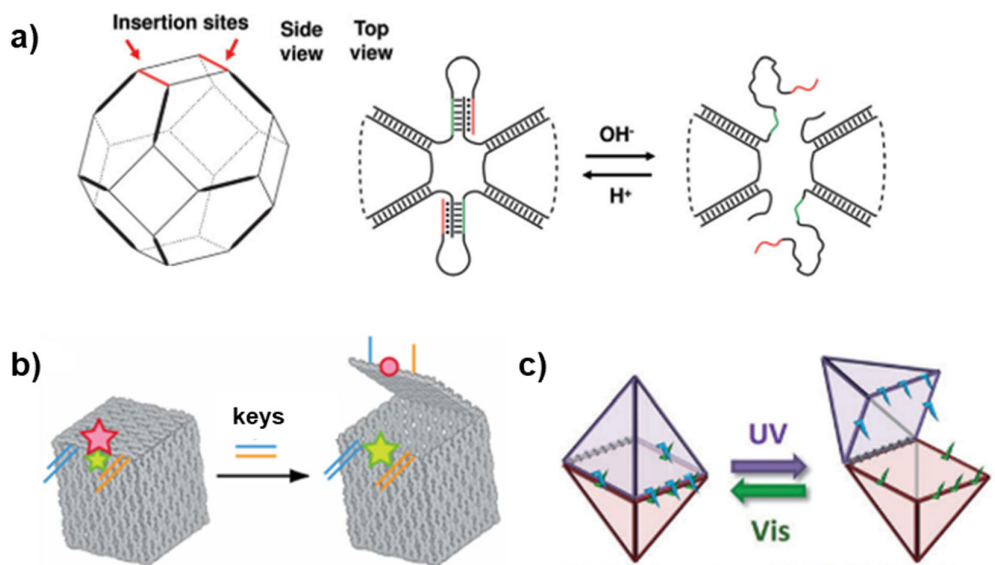 a)
Insertion sites
Side view
Top view
OH-
H+
b)
keys
c)
UV
Vis